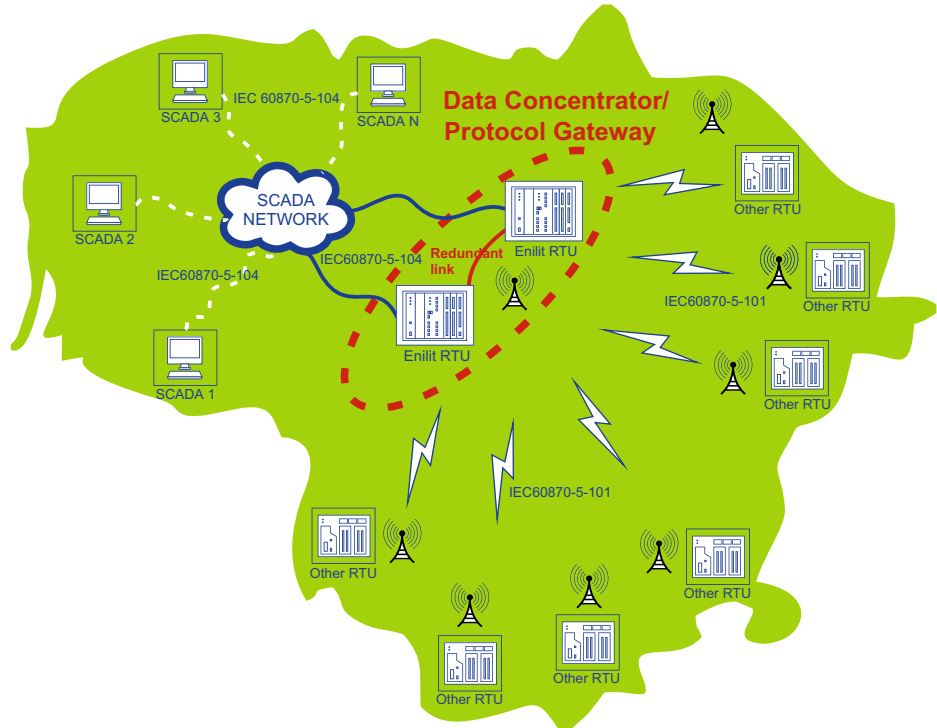 Data Concentrator/
Protocol Gateway
IEC 60870-5-104
SCADA 3
SCADA N
SCADA
NETWORK
SCADA 2
IEC60870-5-104
SCADA 1
IEC60870-5-104
Redundant
link
Enilit RTU
Enilit RTU
Other RTU
IEC60870-5-101
Other RTU
Other RTU
IEC60870-5-101
Other RTU
Other RTU
Other RTU
Other RTU